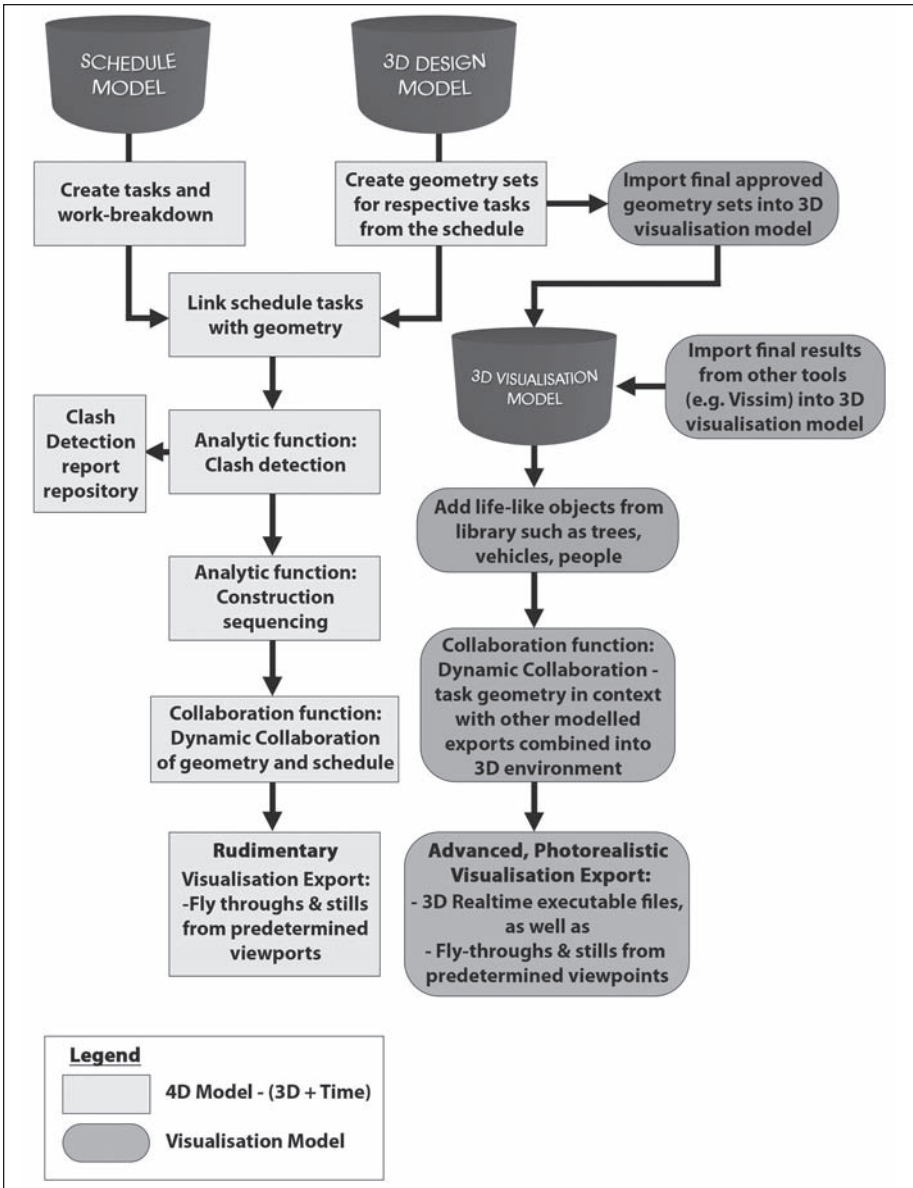 SCHEDULE
MODEL
3D DESIGN
MODEL
Create tasks and
work-breakdown
Create geometry sets
for respective tasks
from the schedule
Import final approved
geometry sets into 3D
visualisation model
Link schedule tasks
with geometry
3D VISUALISATION
MODEL
Import final results
from other tools
(e.g. Vissim) into 3D
visualisation model
Clash
Detection
report
repository
Analytic function:
Clash detection
Add life-like objects from
library such as trees,
vehicles, people
Analytic function:
Construction
sequencing
Collaboration function:
Dynamic Collaboration -
task geometry in context
with other modelled
exports combined into
3D environment
Collaboration function:
Dynamic Collaboration
of geometry and schedule
Rudimentary
Visualisation Export:
-Fly throughs & stills
from predetermined
viewports
Advanced, Photorealistic
Visualisation Export:
- 3D Realtime executable files,
as well as
- Fly-throughs & stills from
predetermined viewpoints
Legend
4D Model - (3D + Time)
Visualisation Model